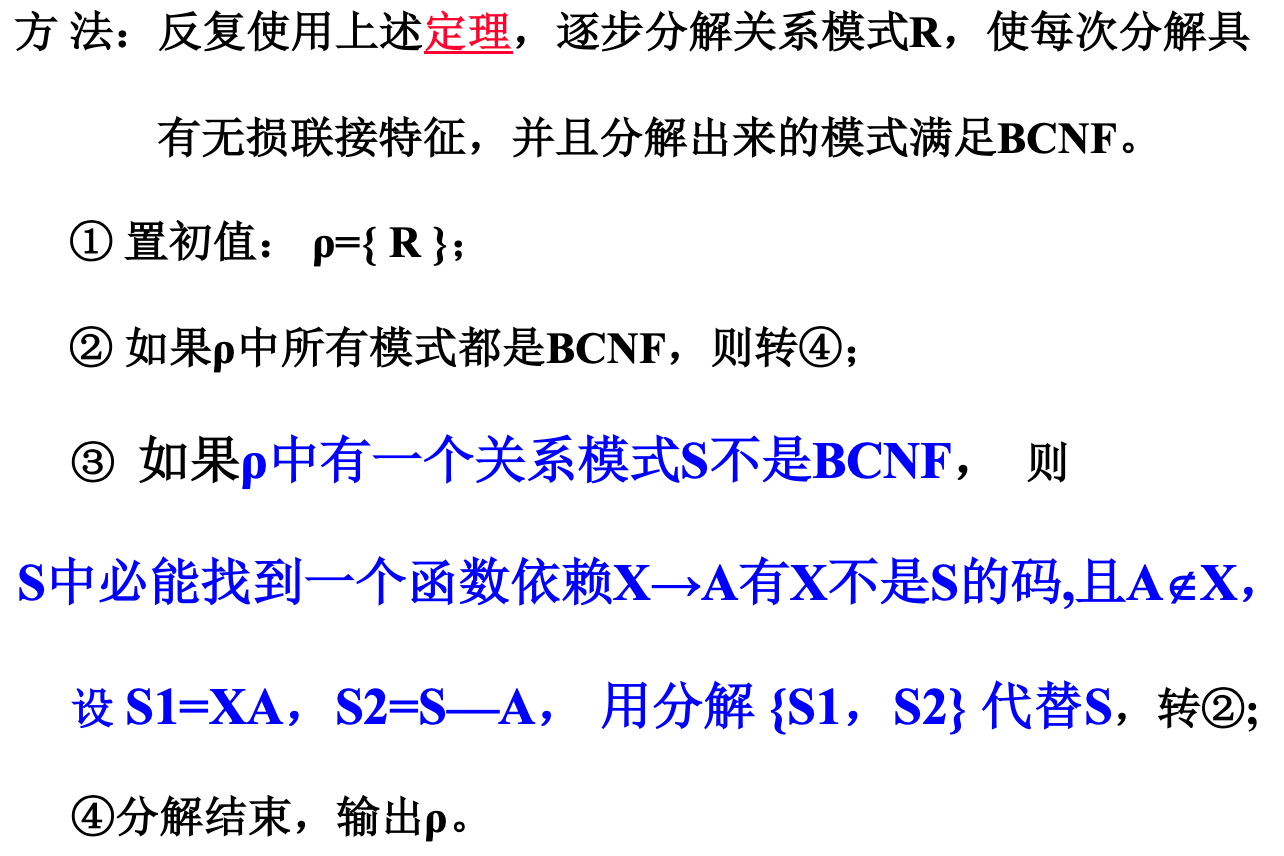 方 法：反复使用上述定理，逐步分解关系模式R，使每次分解具
有无损联接特征，并且分解出来的模式满足BCNF。
① 置初值： ρ={ R }；
② 如果ρ中所有模式都是BCNF，则转④；
③ 如果ρ中有一个关系模式S不是BCNF， 则
S中必能找到一个函数依赖X→A有X不是S的码,且A∉X，
设 S1=XA，S2=S—A， 用分解 {S1，S2} 代替S，转②;
④分解结束，输出ρ。